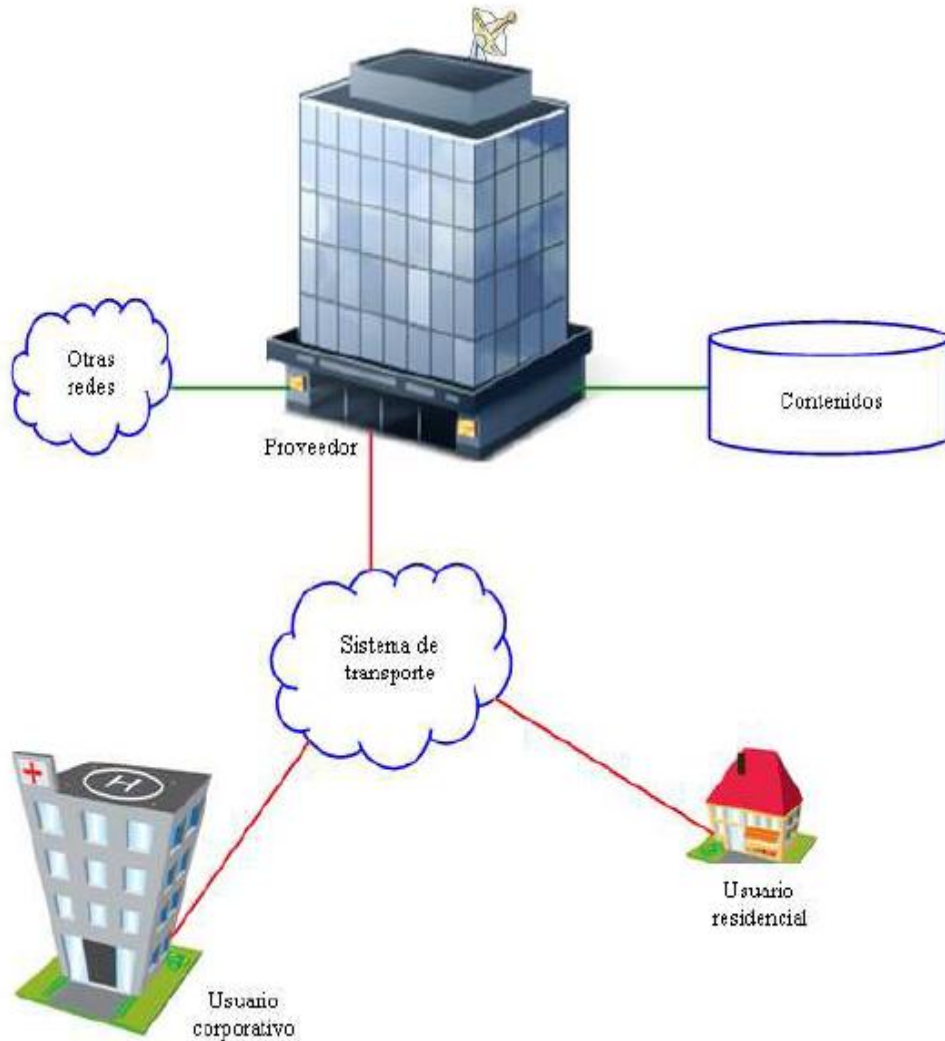 Otras
redes
Contenidos
Proveedor
Sistema de
transporte
H
Usuario
residencial
Usuario
corporativo